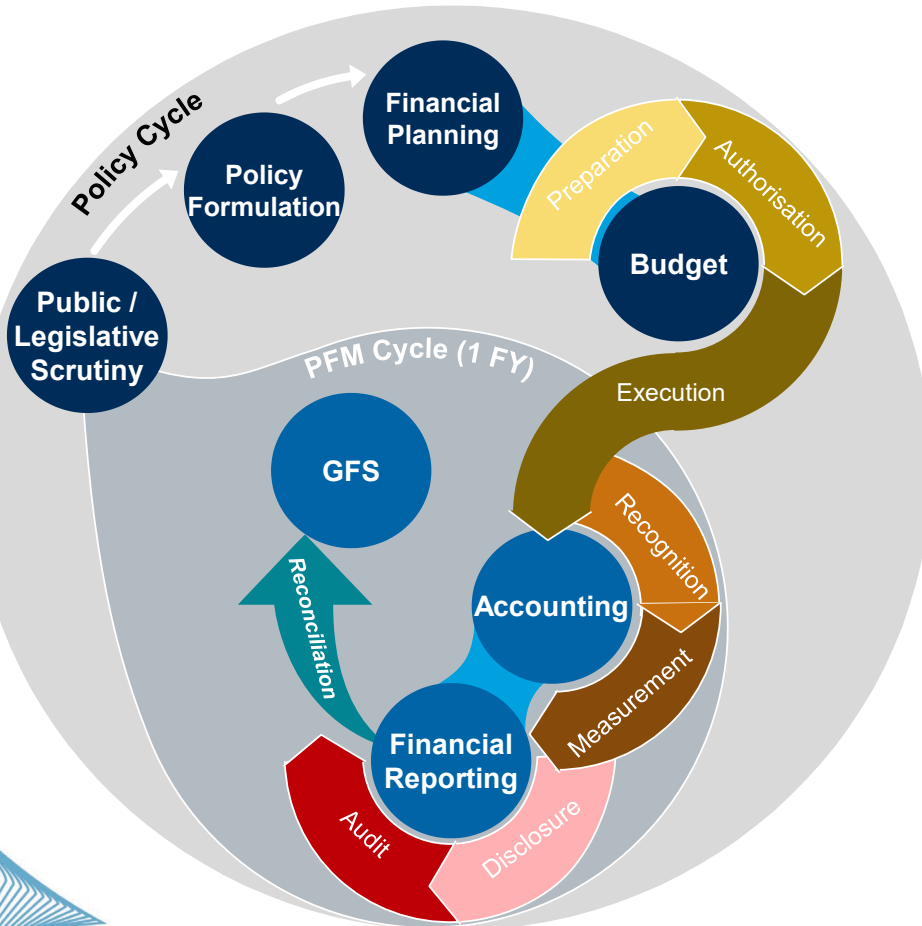 Policy Cycle
Financial
Planning
Policy
Formulation
Public /
Legislative
Scrutiny
Preparation
Authorisation
Budget
Execution
PFM Cycle (1 FY)
GFS
Recognition
Accounting
Measurement
Reconciliation
Financial
Reporting
Disclosure
Audit